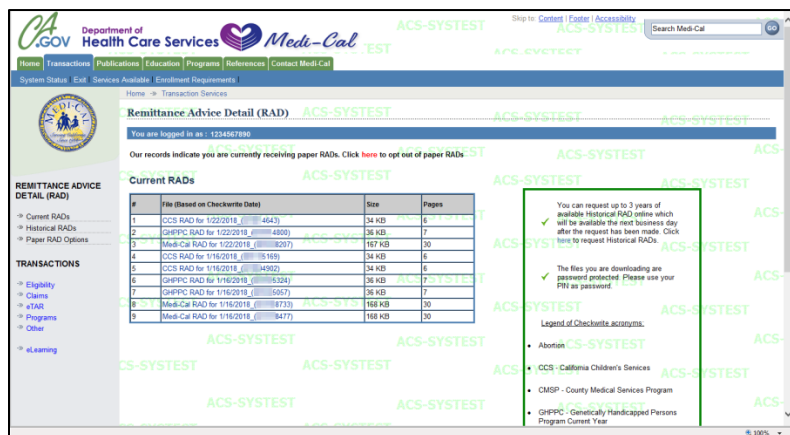 CA
.GOV
Department of
Health Care Services
Medi-Cal
Skip to: Content | Footer | Accessibility
Search Medi-Cal
GO
Home Transactions Publications Education Programs References Contact Medi-Cal
System Status | Exit | Services Available | Enrollment Requirements |
Home → Transaction Services
MEDI-CAL
Remittance Advice Detail (RAD)
You are logged in as : 1234567890
Our records indicate you are currently receiving paper RADs. Click here to opt out of paper RADs
REMITTANCE ADVICE
DETAIL (RAD)
Current RADs
Historical RADs
Paper RAD Options
TRANSACTIONS
Eligibility
Claims
eTAR
Programs
Other
eLearning
Current RADs
# File (Based on Checkwrite Date) Size Pages
1 CCS RAD for 1/22/2018_( 4643) 34 KB 6
2 GHPPC RAD for 1/22/2018_( 4800) 36 KB 7
3 Medi-Cal RAD for 1/22/2018_( 8207) 167 KB 30
4 CCS RAD for 1/16/2018_( 5169) 34 KB 6
5 CCS RAD for 1/16/2018_( 4902) 34 KB 6
6 GHPPC RAD for 1/16/2018_( 5324) 36 KB 7
7 GHPPC RAD for 1/16/2018_( 5057) 36 KB 7
8 Medi-Cal RAD for 1/16/2018_( 8733) 168 KB 30
9 Medi-Cal RAD for 1/16/2018_( 8477) 168 KB 30
You can request up to 3 years of
available Historical RAD online which
will be available the next business
day after the request has been made. Click
here to request Historical RADs.
The files you are downloading are
password protected. Please use your
PIN as password.
Legend of Checkwrite acronyms:
Abortion
CCS - California Children's Services
CMSP - County Medical Services Program
GHPPC - Genetically Handicapped Persons
Program Current Year
ACS-SYSTEST
100%